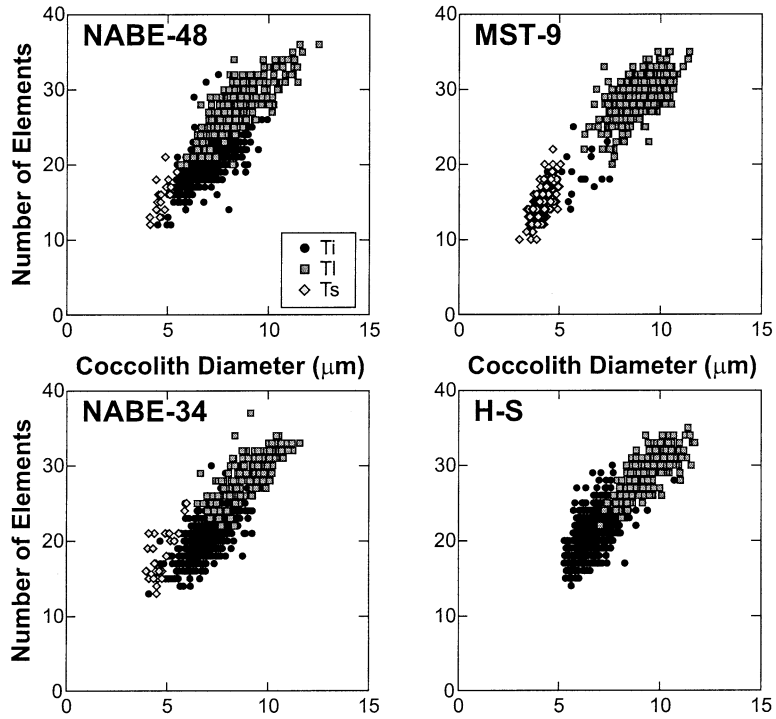 NABE-48
Number of Elements
40
30
20
10
0
0 5 10 15
Ti
Tl
Ts
Coccolith Diameter (μm)
MST-9
40
30
20
10
0
0 5 10 15
Coccolith Diameter (μm)
NABE-34
Number of Elements
40
30
20
10
0
0 5 10 15
H-S
40
30
20
10
0
0 5 10 15